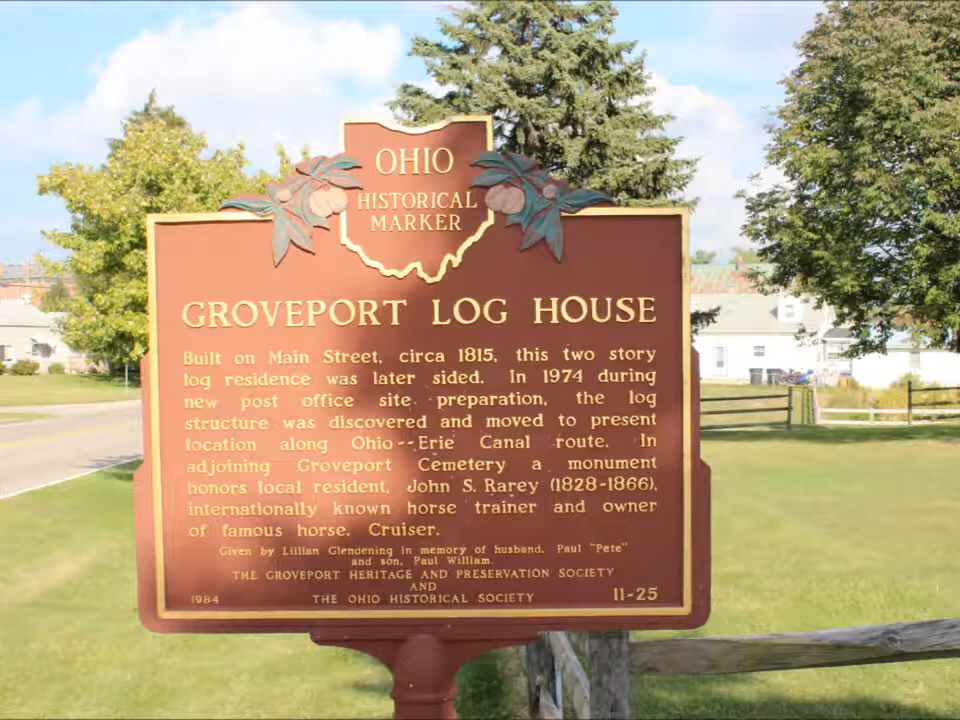 OHIO
HISTORICAL
MARKER
GROVEPORT LOG HOUSE
Built on Main Street, circa 1815, this two story
log residence was later sided. In 1974 during
new post office site preparation, the log
structure was discovered and moved to present
location along Ohio-Erie Canal route. In
adjoining Groveport Cemetery a monument
honors local resident, John S. Rarey (1828-1866),
internationally known horse trainer and owner
of famous horse, Cruiser.
Given by Lillian Glendening in memory of husband, Paul "Pete"
and son, Paul William.
THE GROVEPORT HERITAGE AND PRESERVATION SOCIETY
AND
1984 THE OHIO HISTORICAL SOCIETY 11-25